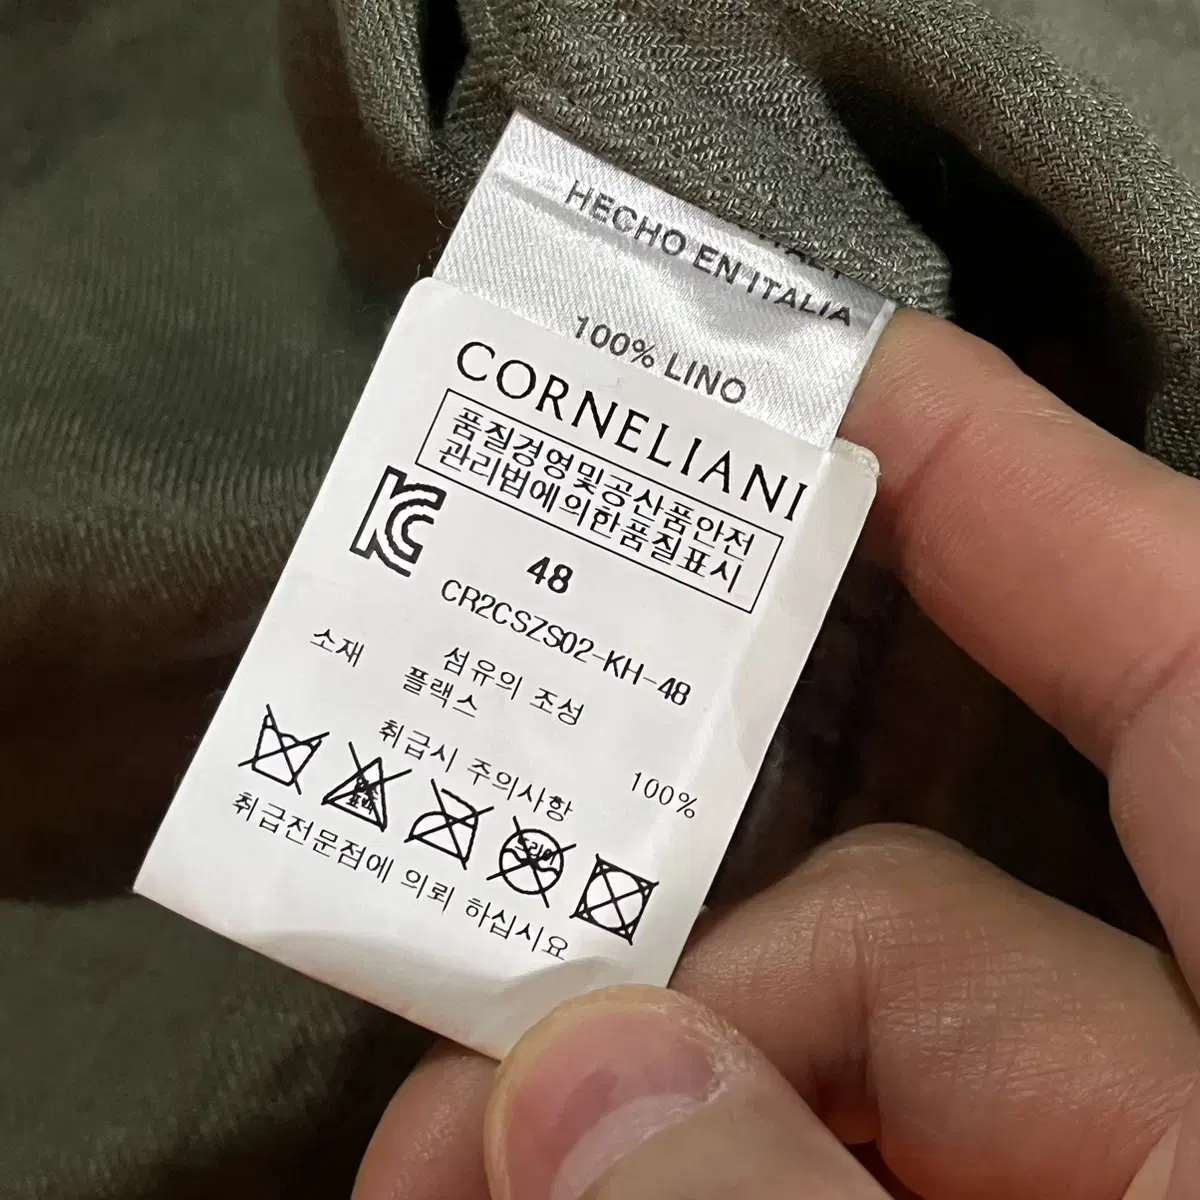 HECHO EN ITALIA
100% LINO
CORNELIANI
품질경영및공산품안전
관리법에의한품질표시
48
CR2CSZS02-KH-48
소재 섬유의 조성
플랙스 100%
취급시 주의사항
취급전문점에 의뢰 하십시요